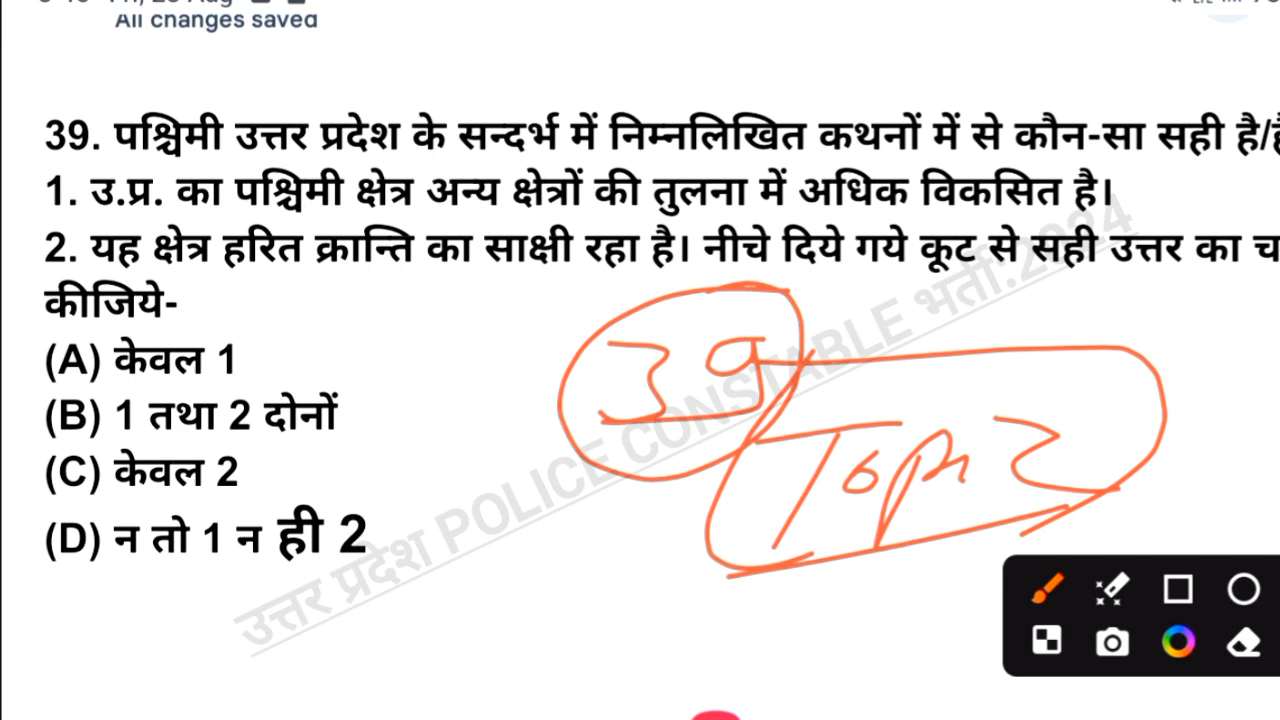 All changes saved
39. पश्चिमी उत्तर प्रदेश के सन्दर्भ में निम्नलिखित कथनों में से कौन-सा सही है/
1. उ.प्र. का पश्चिमी क्षेत्र अन्य क्षेत्रों की तुलना में अधिक विकसित है।
2. यह क्षेत्र हरित क्रान्ति का साक्षी रहा है। नीचे दिये गये कूट से सही उत्तर का च
कीजिये-
(A) केवल 1
(B) 1 तथा 2 दोनों
(C) केवल 2
(D) न तो 1 न ही 2
39
उत्तर प्रदेश POLICE CONSTABLE भर्ती:2024